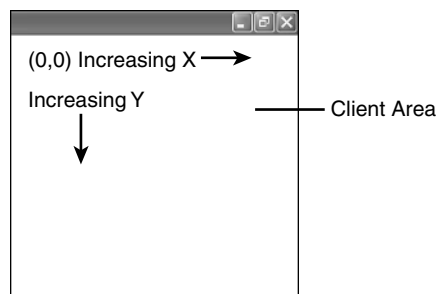 (0,0) Increasing X
Increasing Y
Client Area